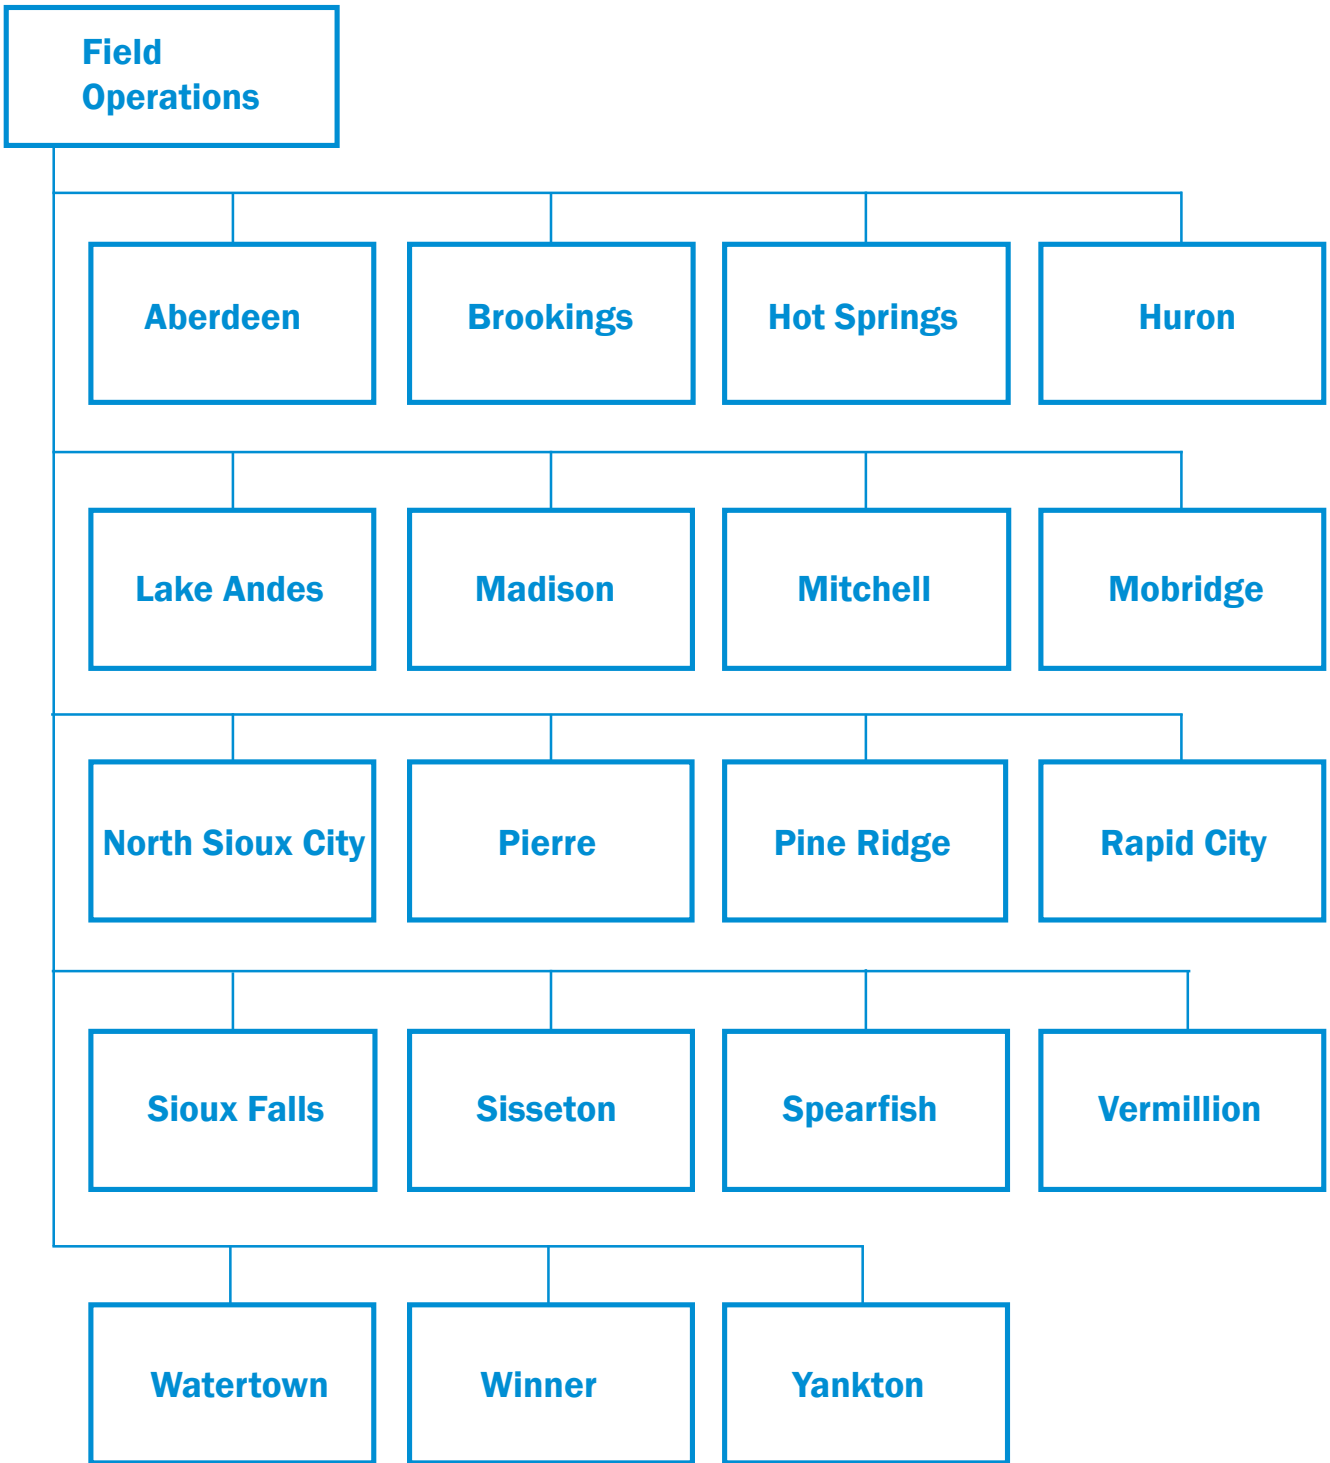 Field
Operations
Aberdeen
Brookings
Hot Springs
Huron
Lake Andes
Madison
Mitchell
Mobridge
North Sioux City
Pierre
Pine Ridge
Rapid City
Sioux Falls
Sisseton
Spearfish
Vermillion
Watertown
Winner
Yankton